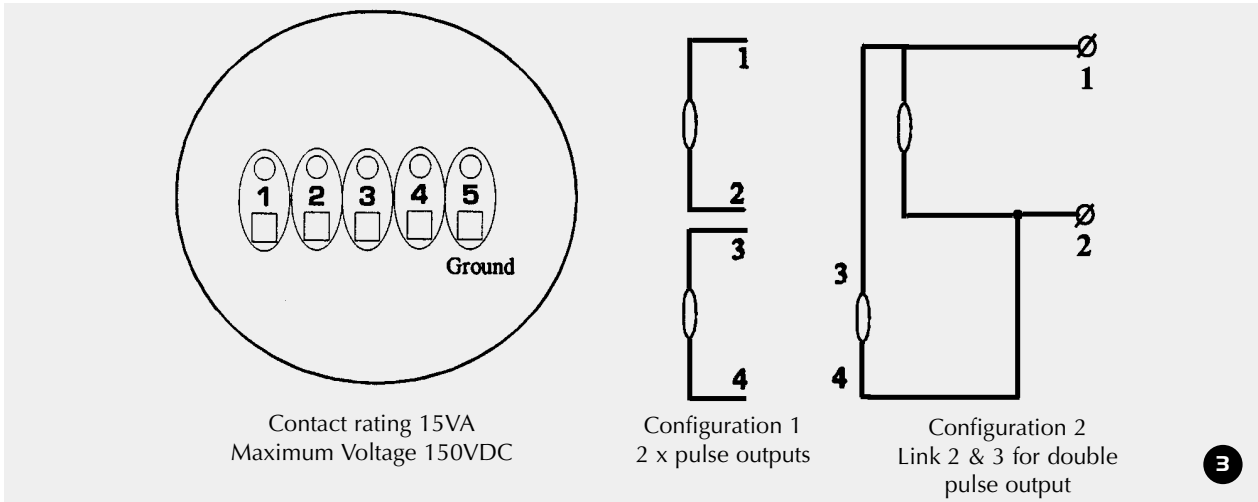 1 2 3 4 5
Ground
Contact rating 15VA
Maximum Voltage 150VDC
1
2
3
4
Configuration 1
2 x pulse outputs
1
2
3
4
Configuration 2
Link 2 & 3 for double
pulse output
3